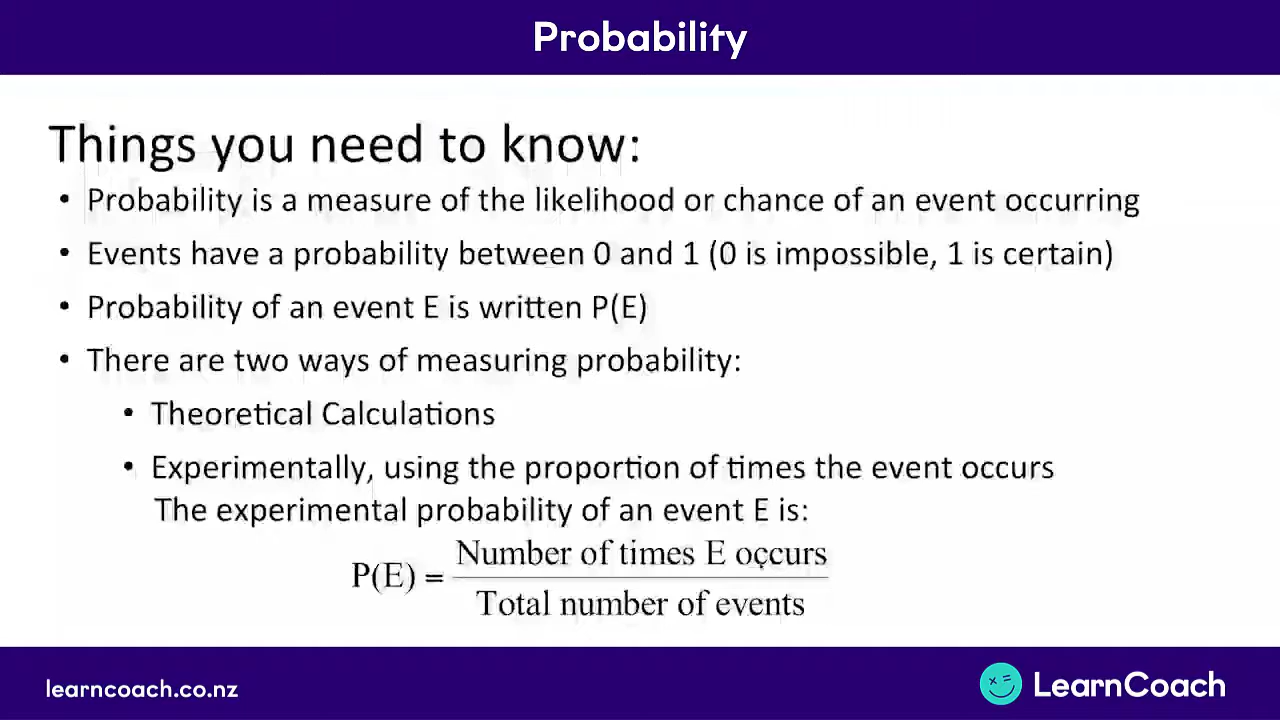 Probability
Things you need to know:
• Probability is a measure of the likelihood or chance of an event occurring
• Events have a probability between 0 and 1 (0 is impossible, 1 is certain)
• Probability of an event E is written P(E)
• There are two ways of measuring probability:
• Theoretical Calculations
• Experimentally, using the proportion of times the event occurs
The experimental probability of an event E is:
P(E) = Number of times E occurs
Total number of events
learncoach.co.nz
LearnCoach